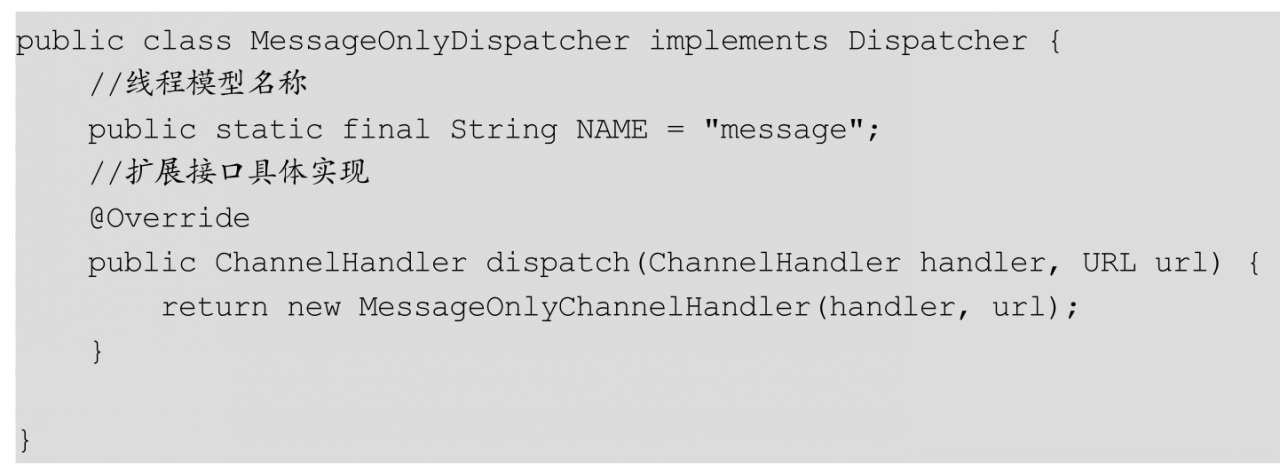 public class MessageOnlyDispatcher implements Dispatcher {
    //线程模型名称
    public static final String NAME = "message";
    //扩展接口具体实现
    @Override
    public ChannelHandler dispatch(ChannelHandler handler, URL url) {
        return new MessageOnlyChannelHandler(handler, url);
    }
}